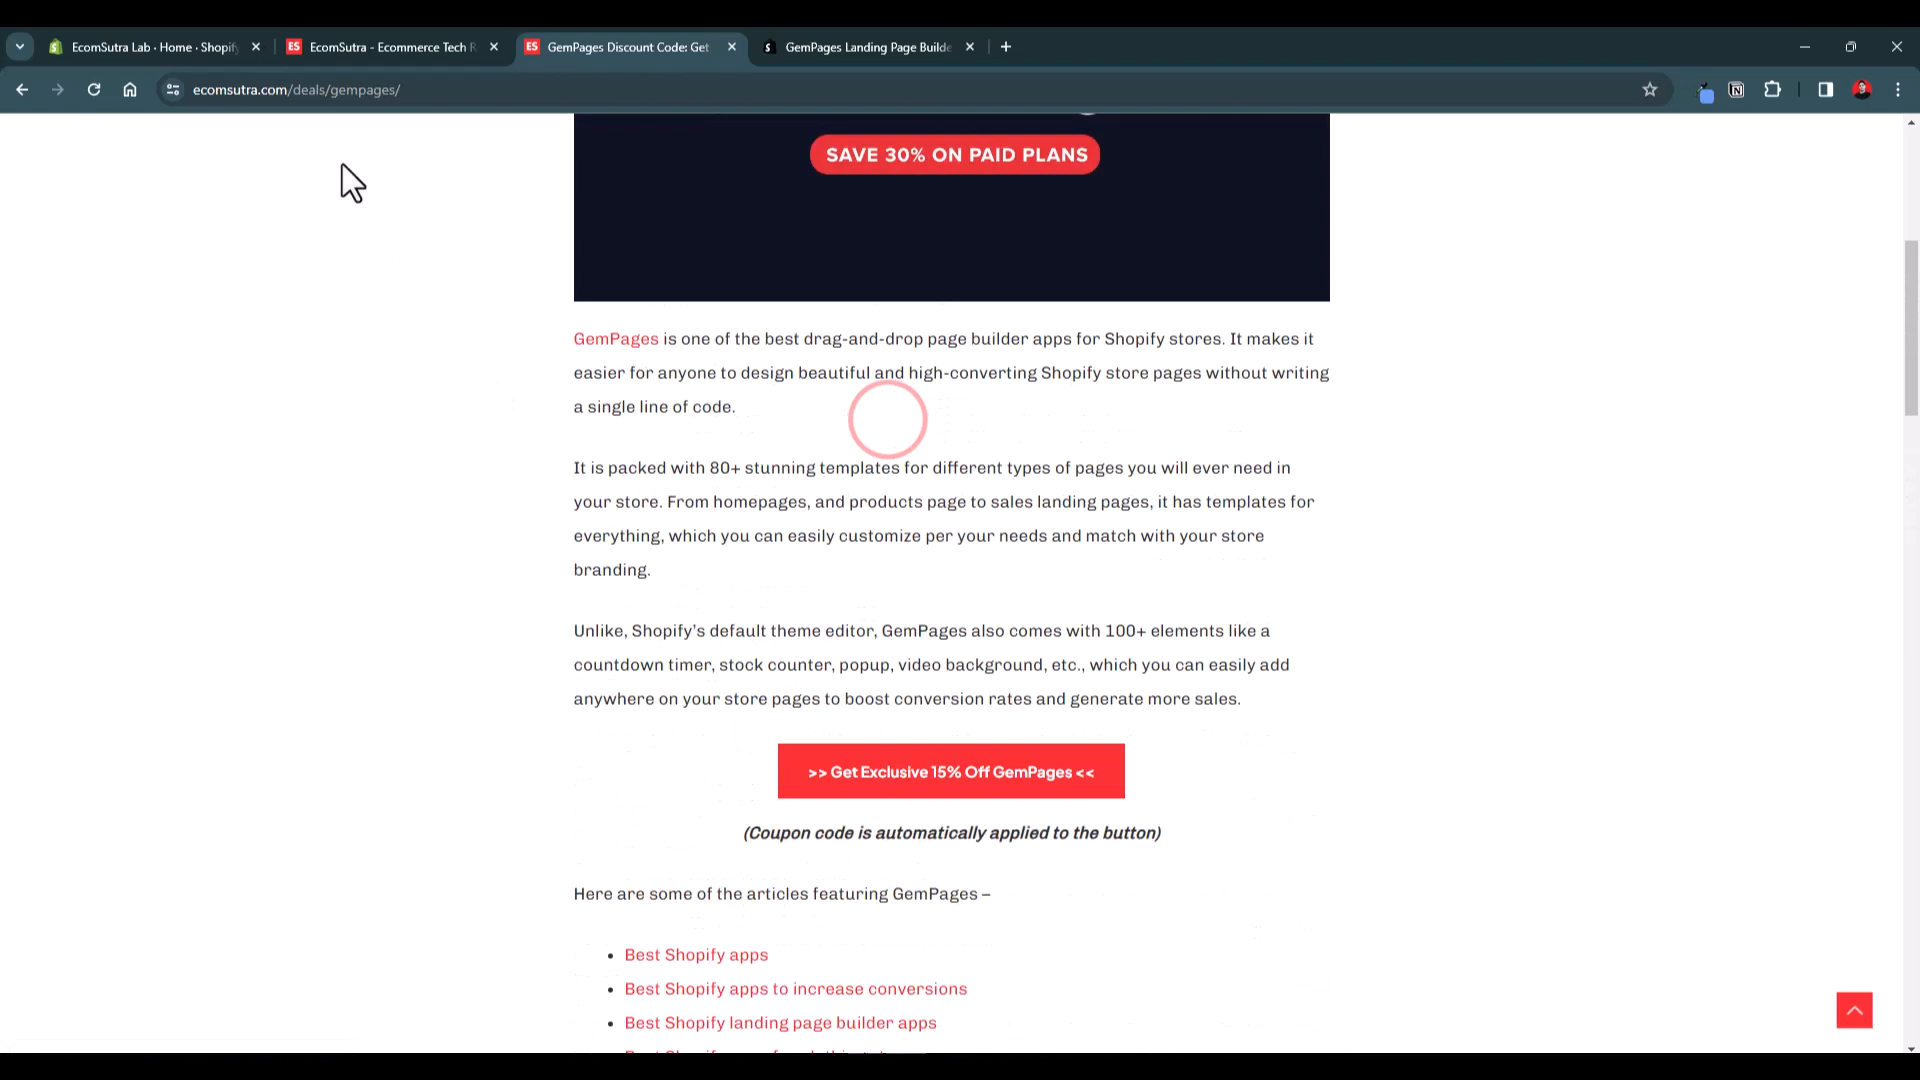 EcomSutra Lab · Home · Shopify
ES EcomSutra - Ecommerce Tech R
ES GemPages Discount Code: Get
GemPages Landing Page Builde
ecomsutra.com/deals/gempages/
SAVE 30% ON PAID PLANS
GemPages is one of the best drag-and-drop page builder apps for Shopify stores. It makes it
easier for anyone to design beautiful and high-converting Shopify store pages without writing
a single line of code.
It is packed with 80+ stunning templates for different types of pages you will ever need in
your store. From homepages, and products page to sales landing pages, it has templates for
everything, which you can easily customize per your needs and match with your store
branding.
Unlike, Shopify's default theme editor, GemPages also comes with 100+ elements like a
countdown timer, stock counter, popup, video background, etc., which you can easily add
anywhere on your store pages to boost conversion rates and generate more sales.
>> Get Exclusive 15% Off GemPages <<
(Coupon code is automatically applied to the button)
Here are some of the articles featuring GemPages –
• Best Shopify apps
• Best Shopify apps to increase conversions
• Best Shopify landing page builder apps